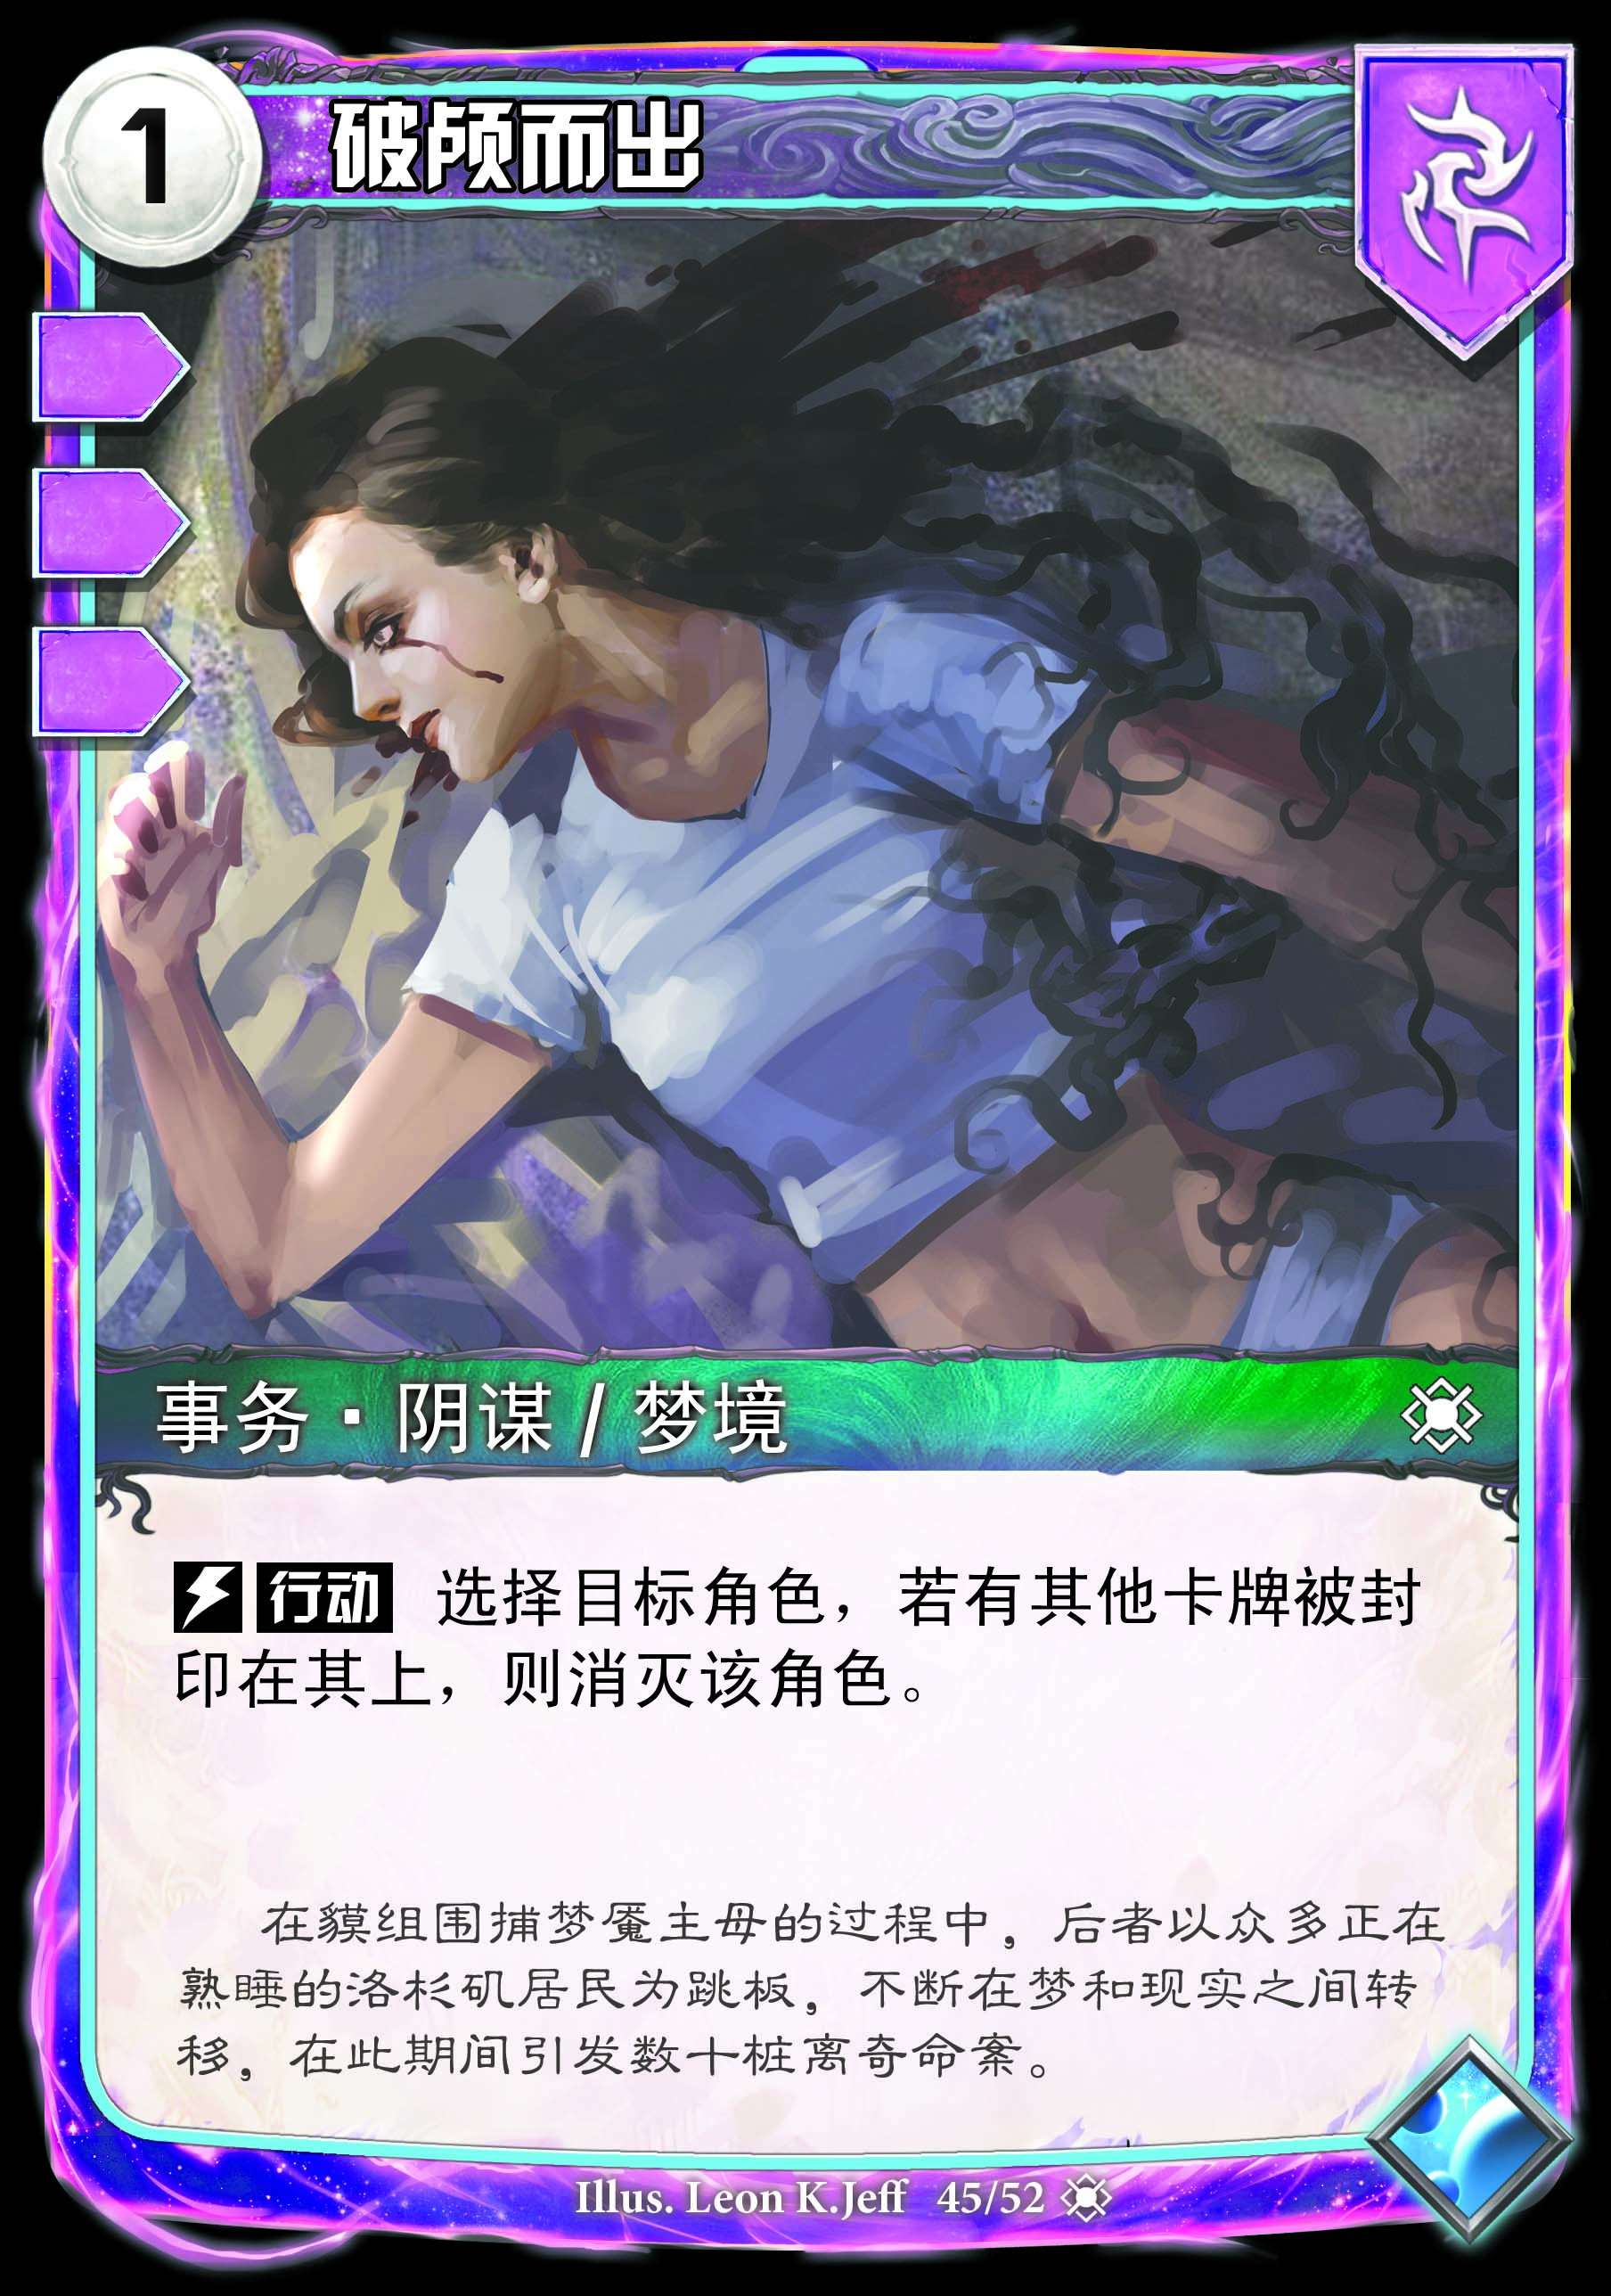 1
破颅而出
事务·阴谋 / 梦境
行动 选择目标角色，若有其他卡牌被封
印在其上，则消灭该角色。
在貘组围捕梦魇主母的过程中，后者以众多正在
熟睡的洛杉矶居民为跳板，不断在梦和现实之间转
移，在此期间引发数十桩离奇命案。
Illus. Leon K.Jeff 45/52